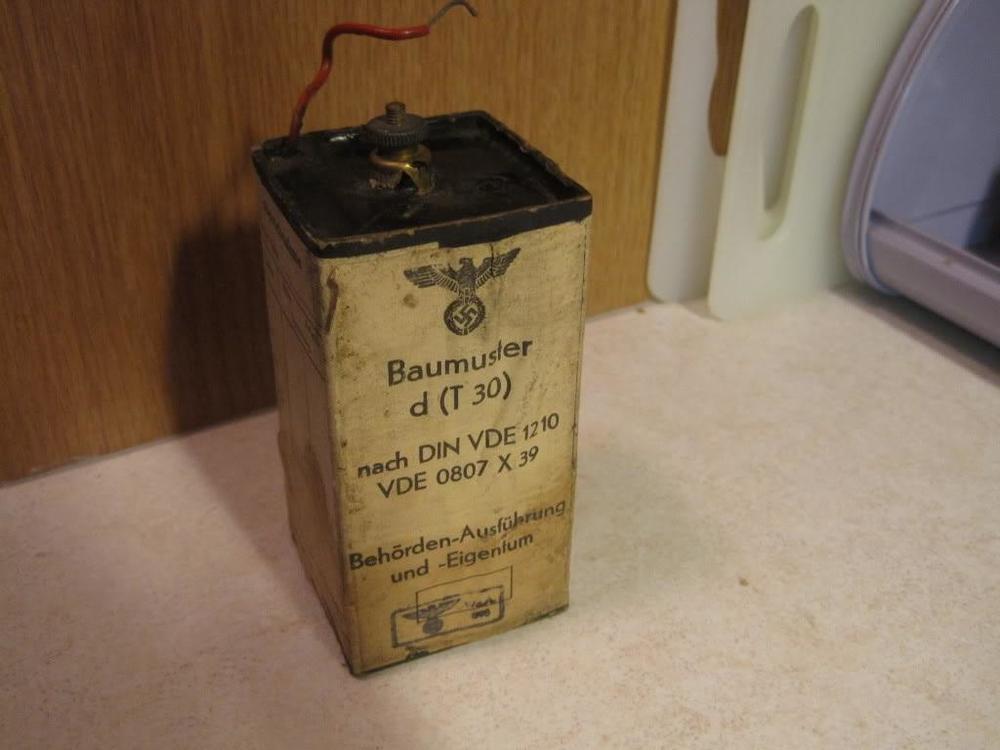 Baumuster
d (T 30)
nach DIN VDE 1210
VDE 0807 X 39
Behörden-Ausführung
und -Eigentum